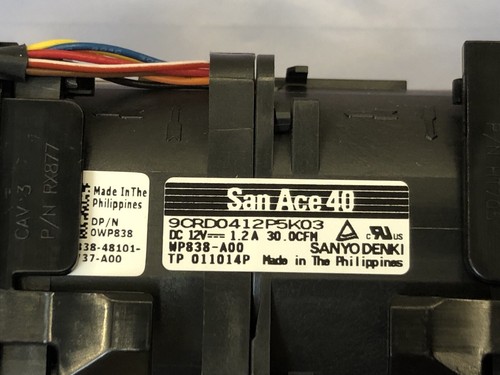 CAV·3
P/N RX877
Made In The
Philippines
DP/N
0WP838
838-48101-
737-A00
San Ace 40
9CRD0412P5K03
DC 12V 1.2A 30.0CFM
WP838-A00
SANYO DENKI
TP 011014P Made in The Philippines
c US